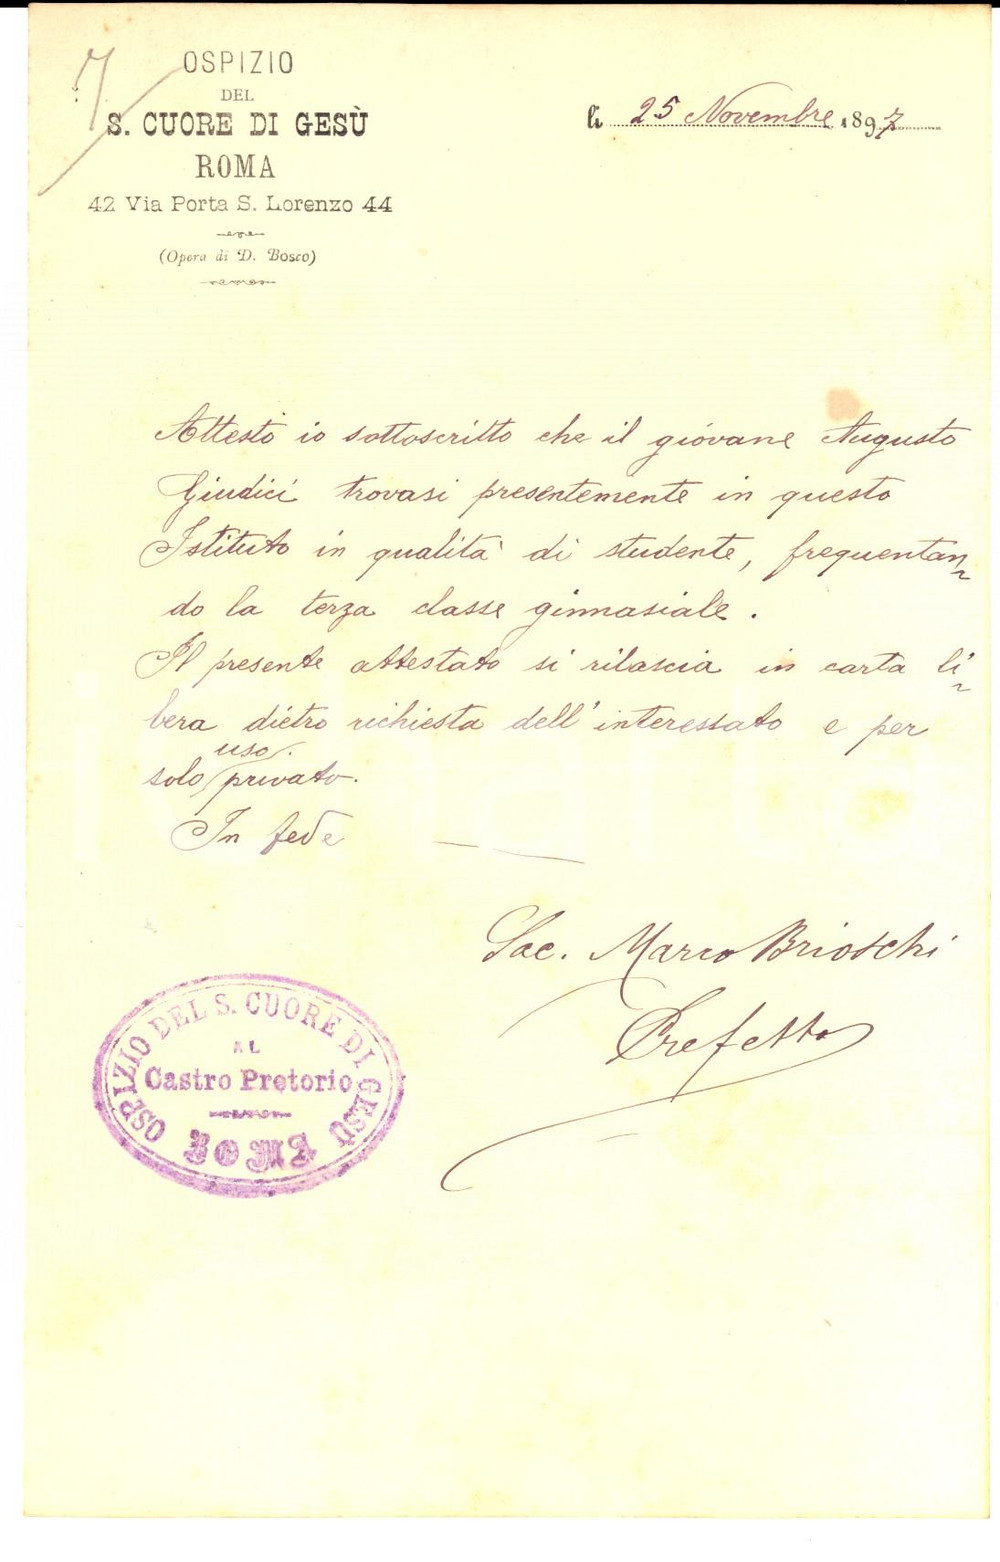 7
OSPIZIO
DEL
S. CUORE DI GESÙ
ROMA
42 Via Porta S. Lorenzo 44
(Opera di D. Bosco)
li 25 Novembre 1897
Attesto io sottoscritto che il giovane Augusto
Giudici trovasi presentemente in questo
Istituto in qualità di studente, frequentan=
do la terza classe ginnasiale.
Il presente attestato si rilascia in carta li=
bera dietro richiesta dell'interessato e per
uso
solo privato.
In fede
Sac. Marco Brioschi
Prefetto
OSPIZIO DEL S. CUORE DI GESÙ
AL
Castro Pretorio
ROMA